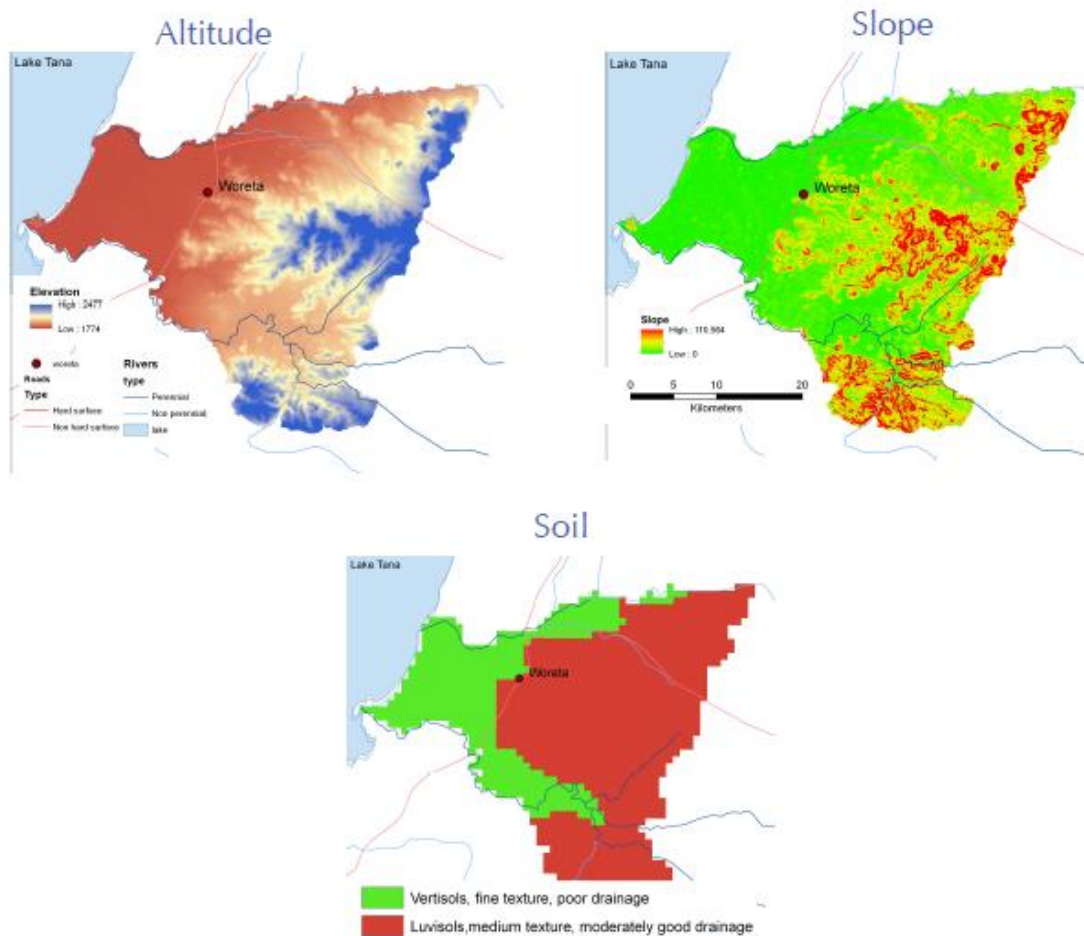 Altitude
Slope
Lake Tana
Woreta
Elevation
High : 2477
Low : 1774
woreta
Roads
Type
Hard surface
Non hard surface
Rivers
type
Perennial
Non perennial
lake
Lake Tana
Woreta
Slope
High : 110.564
Low : 0
0 5 10 20
Kilometers
Soil
Lake Tana
Woreta
Vertisols, fine texture, poor drainage
Luvisols,medium texture, moderately good drainage